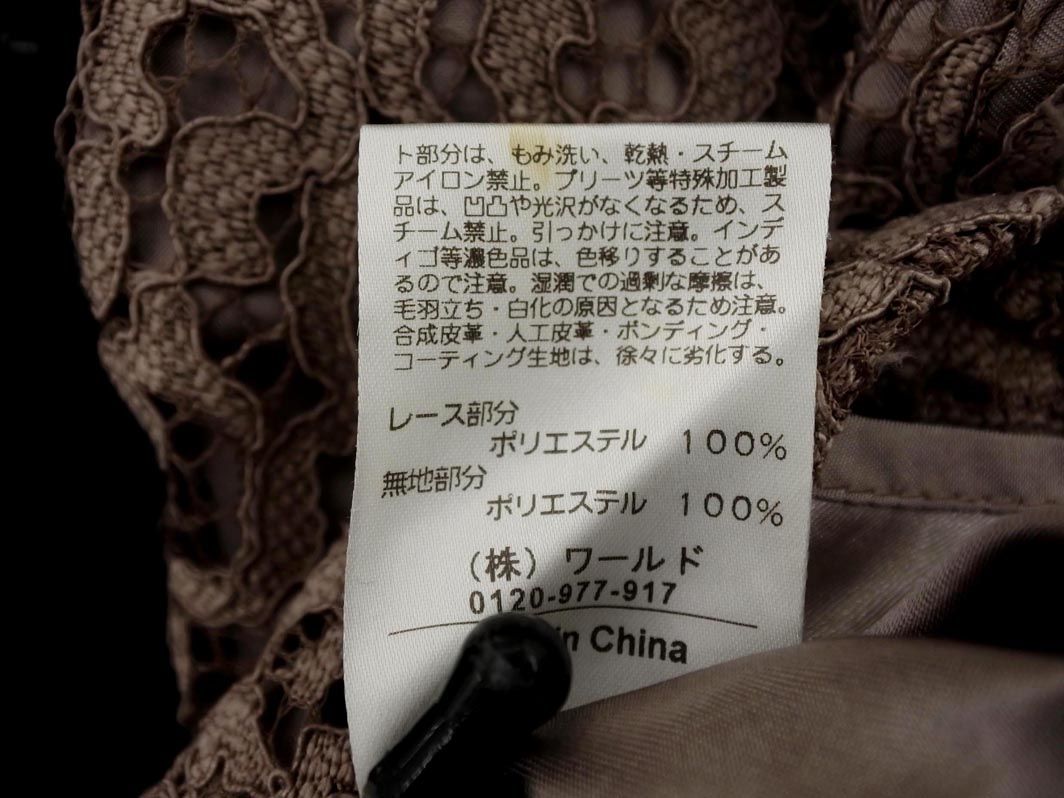 ト部分は、もみ洗い、乾熱・スチーム
アイロン禁止。プリーツ等特殊加工製
品は、凹凸や光沢がなくなるため、ス
チーム禁止。引っかけに注意。インデ
ィゴ等濃色品は、色移りすることがあ
るので注意。湿潤での過剰な摩擦は、
毛羽立ち・白化の原因となるため注意。
合成皮革・人工皮革・ボンディング・
コーティング生地は、徐々に劣化する。
レース部分
ポリエステル 100%
無地部分
ポリエステル 100%
(株) ワールド
0120-977-917
in China